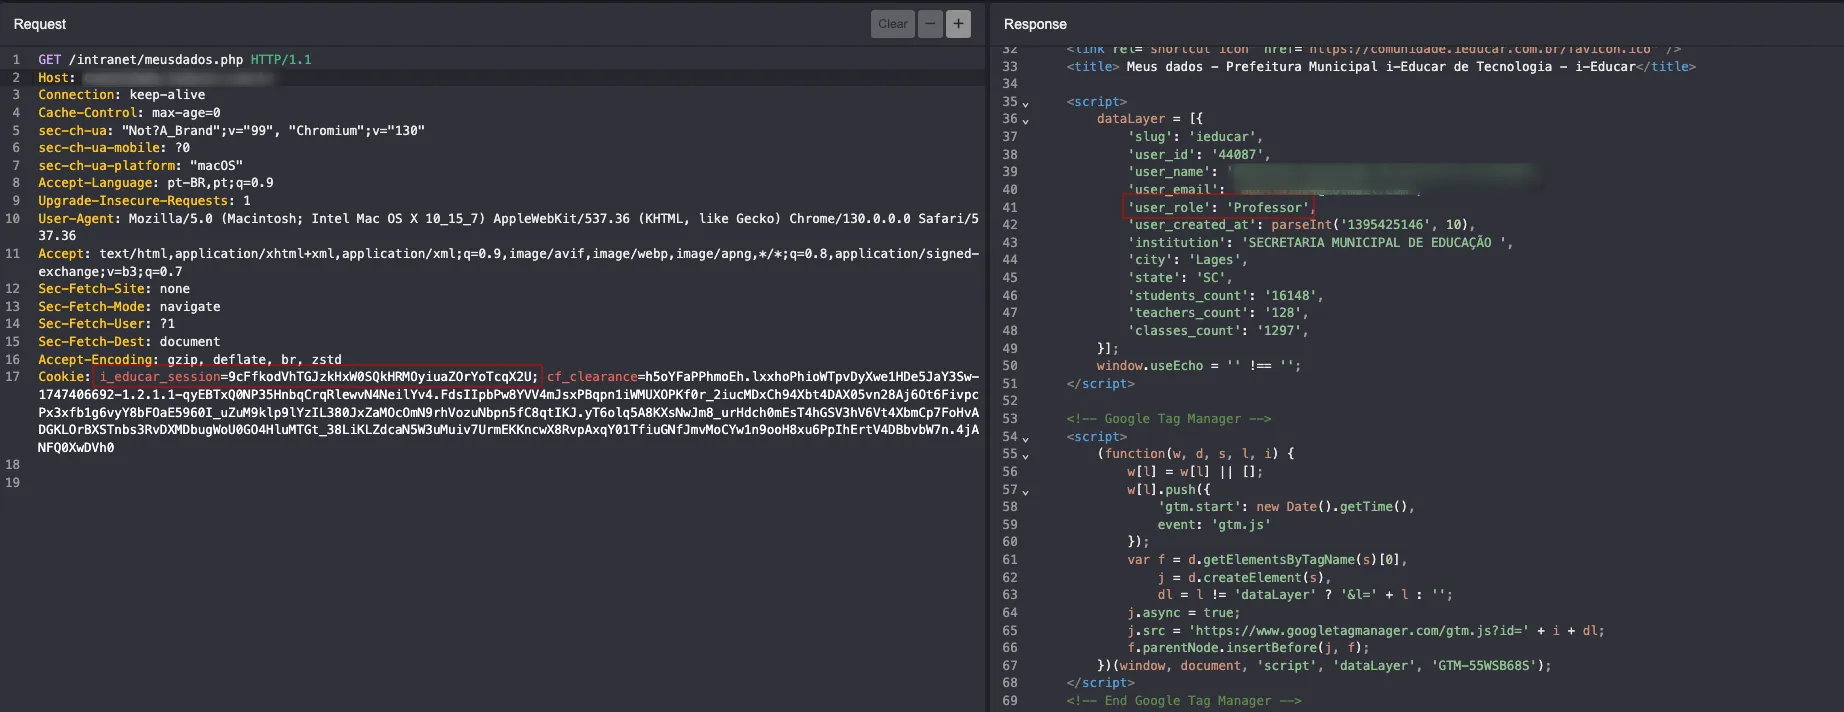 Request
Clear
−
+
1 GET /intranet/meusdados.php HTTP/1.1
2 Host:
3 Connection: keep-alive
4 Cache-Control: max-age=0
5 sec-ch-ua: "Not?A_Brand";v="99", "Chromium";v="130"
6 sec-ch-ua-mobile: ?0
7 sec-ch-ua-platform: "macOS"
8 Accept-Language: pt-BR,pt;q=0.9
9 Upgrade-Insecure-Requests: 1
10 User-Agent: Mozilla/5.0 (Macintosh; Intel Mac OS X 10_15_7) AppleWebKit/537.36 (KHTML, like Gecko) Chrome/130.0.0.0 Safari/5
37.36
11 Accept: text/html,application/xhtml+xml,application/xml;q=0.9,image/avif,image/webp,image/apng,*/*;q=0.8,application/signed-
exchange;v=b3;q=0.7
12 Sec-Fetch-Site: none
13 Sec-Fetch-Mode: navigate
14 Sec-Fetch-User: ?1
15 Sec-Fetch-Dest: document
16 Accept-Encoding: gzip, deflate, br, zstd
17 Cookie: i_educar_session=9cFfkodVhTGJzkHxW0SQkHRMOyiuaZOrYoTcqX2U; cf_clearance=h5oYFaPPhmoEh.lxxhoPhioWTpvDyXwe1HDe5JaY3Sw-
1747406692-1.2.1.1-qyEBTxQ0NP35HnbqCrqRlewvN4NeilYv4.FdsIIpbPw8YVV4mJsxPBqpn1iWMUXOPKf0r_2iucMDxCh94Xbt4DAX05vn28Aj6Ot6Fivpc
Px3xfb1g6vyY8bFOaE5960I_uZuM9klp9lYzIL380JxZaMOcOmN9rhVozuNbpn5fC8qtIKJ.yT6olq5A8KXsNwJm8_urHdch0mEsT4hGSV3hV6Vt4XbmCp7FoHvA
DGKLOrBXSTnbs3RvDXMDbugWoU0GO4HluMTGt_38LiKLZdcaN5W3uMuiv7UrmEKKncwX8RvpAxqY01TfiuGNfJmvMoCYw1n9ooH8xu6PpIhErtV4DBbvbW7n.4jA
NFQ0XwDVh0
18
19
Response
32 <link rel="shortcut icon" href="https://comunidade.ieducar.com.br/favicon.ico" />
33 <title> Meus dados - Prefeitura Municipal i-Educar de Tecnologia - i-Educar</title>
34
35 <script>
36 dataLayer = [{
37 'slug': 'ieducar',
38 'user_id': '44087',
39 'user_name': '
40 'user_email':
41 'user_role': 'Professor',
42 'user_created_at': parseInt('1395425146', 10),
43 'institution': 'SECRETARIA MUNICIPAL DE EDUCAÇÃO ',
44 'city': 'Lages',
45 'state': 'SC',
46 'students_count': '16148',
47 'teachers_count': '128',
48 'classes_count': '1297',
49 }];
50 window.useEcho = '' !== '';
51 </script>
52
53 <!-- Google Tag Manager -->
54 <script>
55 (function(w, d, s, l, i) {
56 w[l] = w[l] || [];
57 w[l].push({
58 'gtm.start': new Date().getTime(),
59 event: 'gtm.js'
60 });
61 var f = d.getElementsByTagName(s)[0],
62 j = d.createElement(s),
63 dl = l != 'dataLayer' ? '&l=' + l : '';
64 j.async = true;
65 j.src = 'https://www.googletagmanager.com/gtm.js?id=' + i + dl;
66 f.parentNode.insertBefore(j, f);
67 })(window, document, 'script', 'dataLayer', 'GTM-55WSB68S');
68 </script>
69 <!-- End Google Tag Manager -->